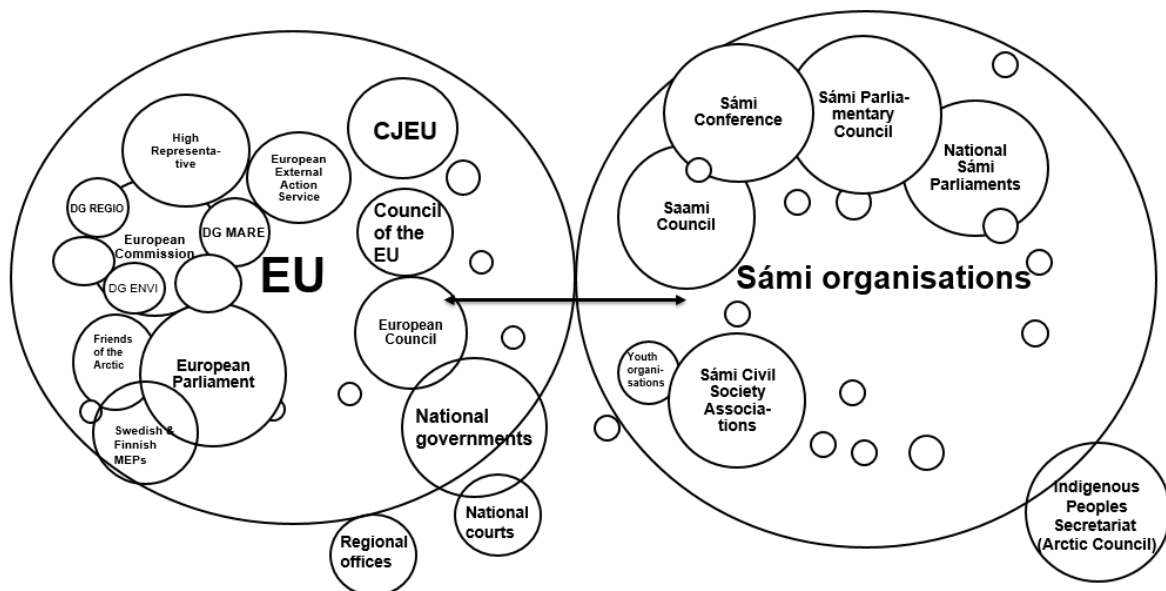 High
Representa-
tive
European
External
Action
Service
CJEU
DG REGIO
European
Commission
DG MARE
DG ENVI
EU
Council
of the
EU
European
Council
Friends
of the
Arctic
European
Parliament
Swedish &
Finnish
MEPs
National
governments
National
courts
Regional
offices
Sámi
Conference
Sámi Parlia-
mentary
Council
National
Sámi
Parliaments
Saami
Council
Sámi organisations
Youth
organi-
sations
Sámi Civil
Society
Associa-
tions
Indigenous
Peoples
Secretariat
(Arctic Council)